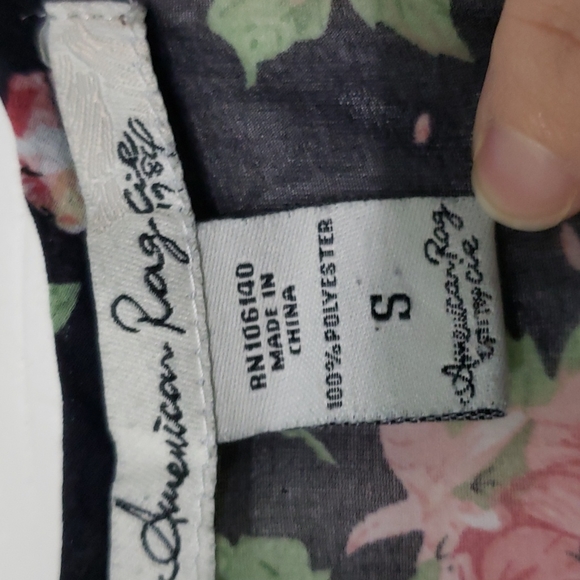 American Rag Cie
1984
American Rag
Cie
S
100% POLYESTER
RN106140
MADE IN
CHINA